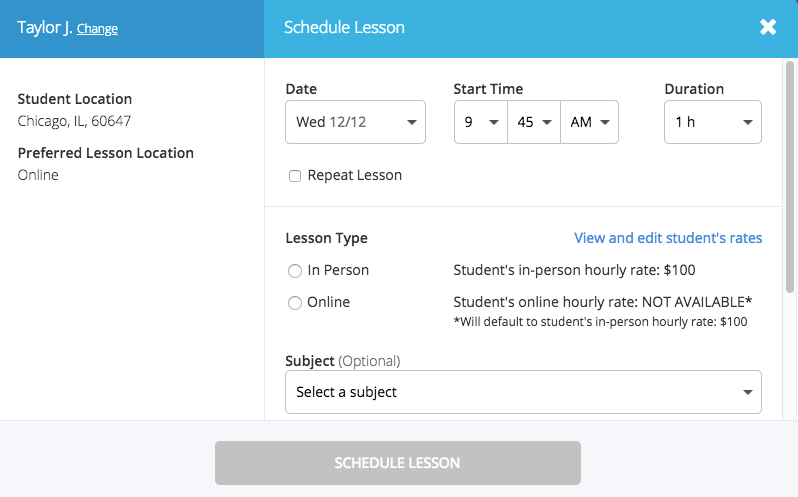 Taylor J. Change
Schedule Lesson
Student Location
Chicago, IL, 60647
Preferred Lesson Location
Online
Date Start Time Duration
Wed 12/12 9 45 AM 1 h
Repeat Lesson
Lesson Type View and edit student's rates
In Person Student's in-person hourly rate: $100
Online Student's online hourly rate: NOT AVAILABLE*
*Will default to student's in-person hourly rate: $100
Subject (Optional)
Select a subject
SCHEDULE LESSON